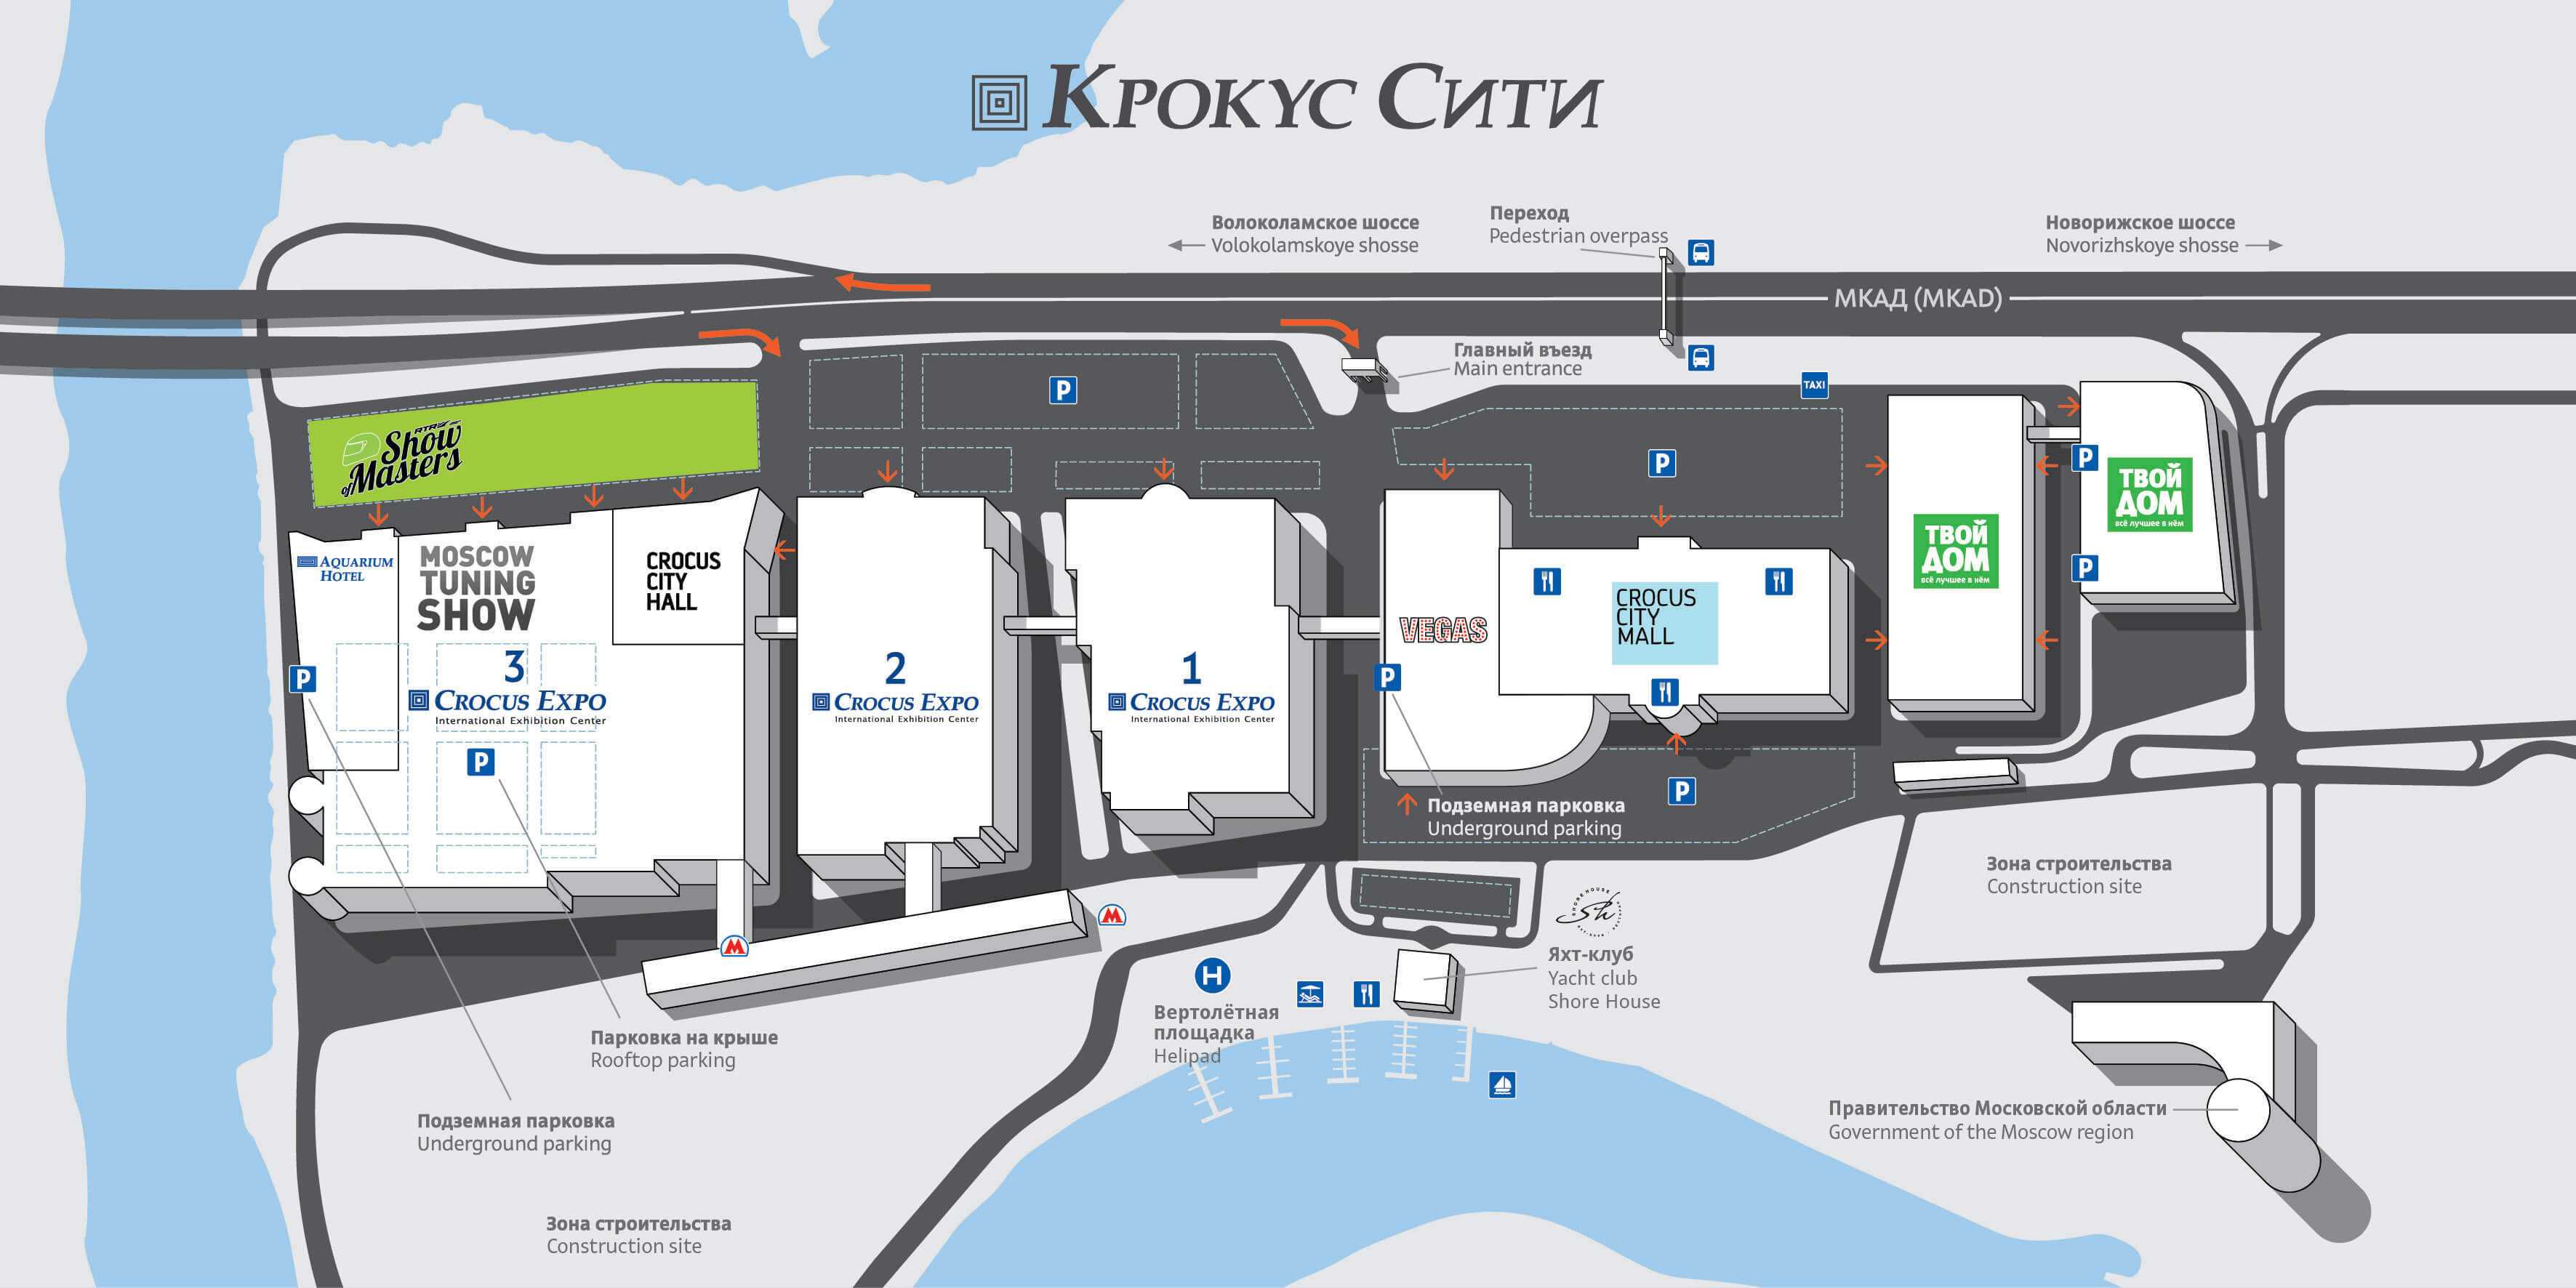 КРОКУС СИТИ
Волоколамское шоссе
Volokolamskoye shosse
Переход
Pedestrian overpass
Новорижское шоссе
Novorizhskoye shosse
МКАД (MKAD)
Главный въезд
Main entrance
TAXI
P
P
RTR
Show
of Masters
P
ТВОЙ
ДОМ
всё лучшее в нём
ТВОЙ
ДОМ
всё лучшее в нём
P
AQUARIUM
HOTEL
MOSCOW
TUNING
SHOW
CROCUS
CITY
HALL
CROCUS
CITY
MALL
VEGAS
P
3
CROCUS EXPO
International Exhibition Center
2
CROCUS EXPO
International Exhibition Center
1
CROCUS EXPO
International Exhibition Center
P
P
P
Подземная парковка
Underground parking
Зона строительства
Construction site
SHORE HOUSE
Sh
Яхт-клуб
Yacht club
Shore House
М
М
H
Вертолётная
площадка
Helipad
Парковка на крыше
Rooftop parking
Подземная парковка
Underground parking
Правительство Московской области
Government of the Moscow region
Зона строительства
Construction site